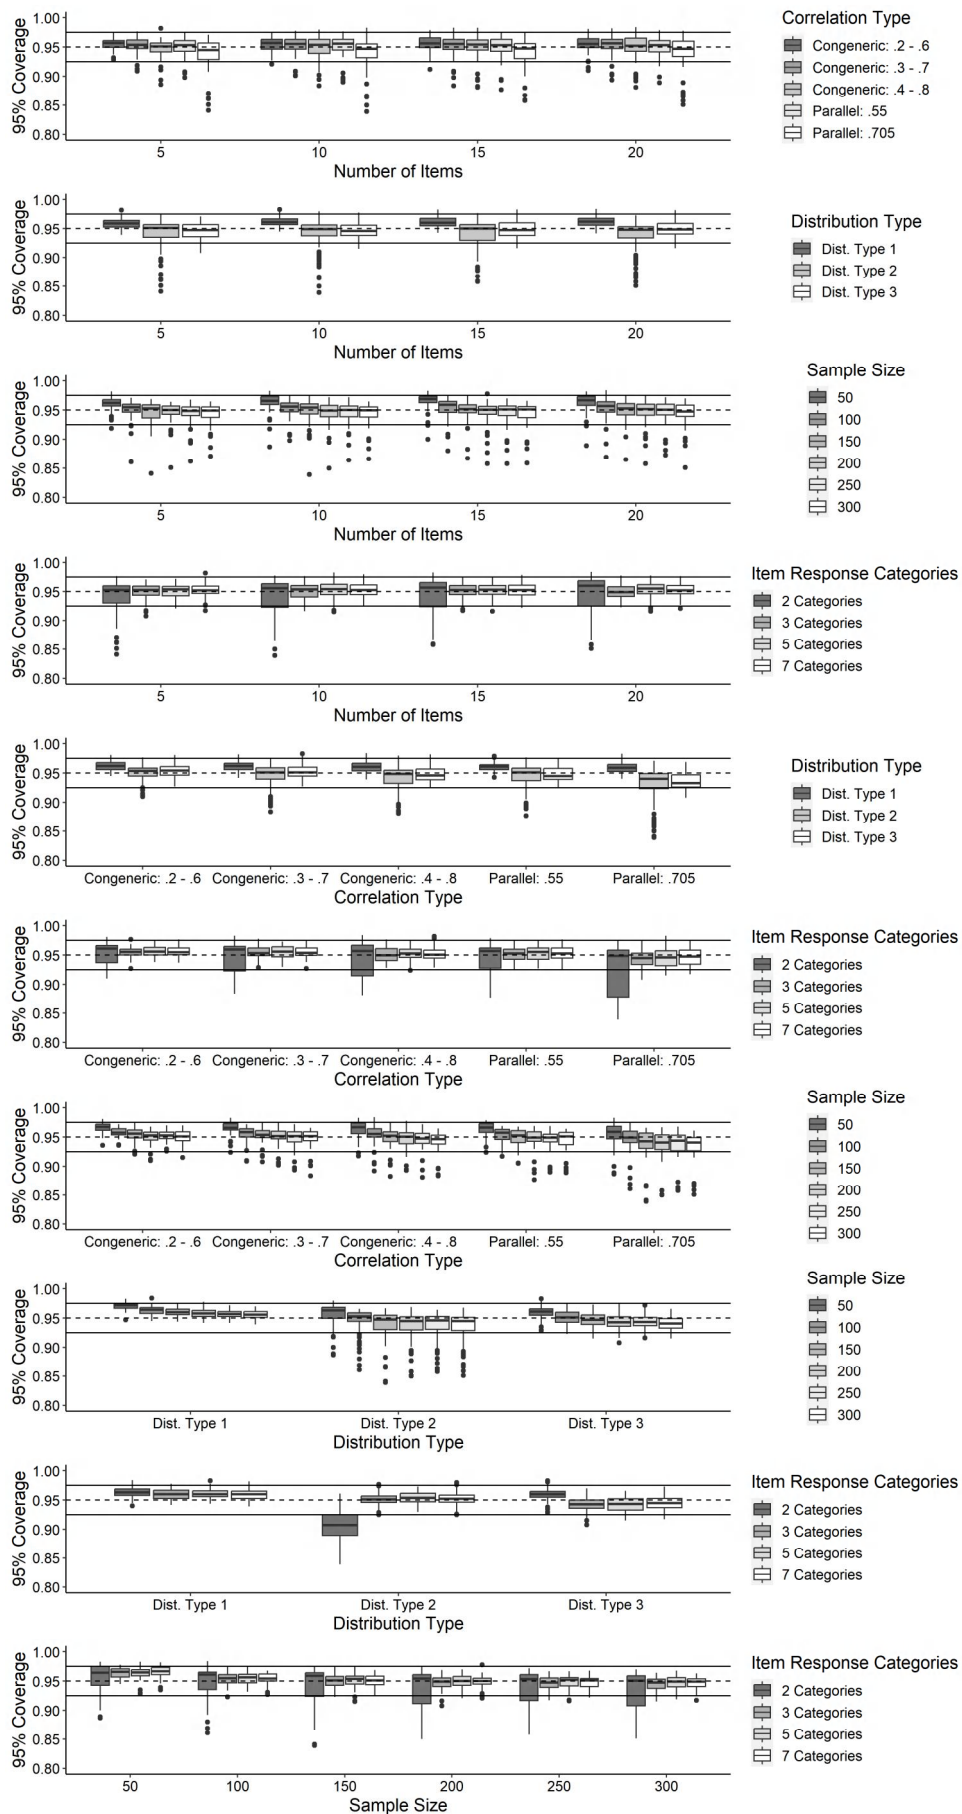 1.00
0.95
0.90
0.85
0.80
95% Coverage
5 10 15 20
Number of Items
Correlation Type
Congeneric: .2 - .6
Congeneric: .3 - .7
Congeneric: .4 - .8
Parallel: .55
Parallel: .705
1.00
0.95
0.90
0.85
0.80
95% Coverage
5 10 15 20
Number of Items
Distribution Type
Dist. Type 1
Dist. Type 2
Dist. Type 3
1.00
0.95
0.90
0.85
0.80
95% Coverage
5 10 15 20
Number of Items
Sample Size
50
100
150
200
250
300
1.00
0.95
0.90
0.85
0.80
95% Coverage
5 10 15 20
Number of Items
Item Response Categories
2 Categories
3 Categories
5 Categories
7 Categories
1.00
0.95
0.90
0.85
0.80
95% Coverage
Congeneric: .2 - .6 Congeneric: .3 - .7 Congeneric: .4 - .8 Parallel: .55 Parallel: .705
Correlation Type
Distribution Type
Dist. Type 1
Dist. Type 2
Dist. Type 3
1.00
0.95
0.90
0.85
0.80
95% Coverage
Congeneric: .2 - .6 Congeneric: .3 - .7 Congeneric: .4 - .8 Parallel: .55 Parallel: .705
Correlation Type
Item Response Categories
2 Categories
3 Categories
5 Categories
7 Categories
1.00
0.95
0.90
0.85
0.80
95% Coverage
Congeneric: .2 - .6 Congeneric: .3 - .7 Congeneric: .4 - .8 Parallel: .55 Parallel: .705
Correlation Type
Sample Size
50
100
150
200
250
300
1.00
0.95
0.90
0.85
0.80
95% Coverage
Dist. Type 1 Dist. Type 2 Dist. Type 3
Distribution Type
Sample Size
50
100
150
200
250
300
1.00
0.95
0.90
0.85
0.80
95% Coverage
Dist. Type 1 Dist. Type 2 Dist. Type 3
Distribution Type
Item Response Categories
2 Categories
3 Categories
5 Categories
7 Categories
1.00
0.95
0.90
0.85
0.80
95% Coverage
50 100 150 200 250 300
Sample Size
Item Response Categories
2 Categories
3 Categories
5 Categories
7 Categories